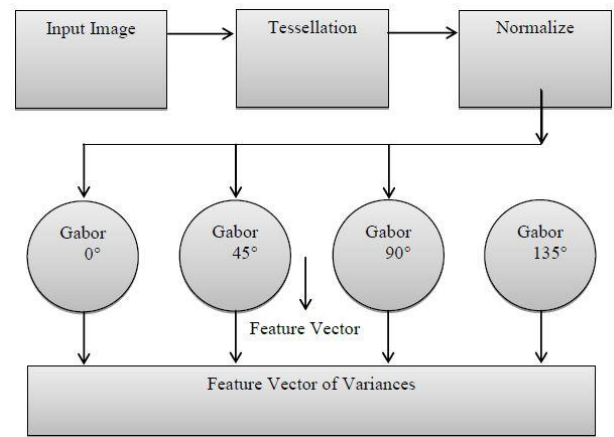 Input Image
Tessellation
Normalize
Gabor
0°
Gabor
45°
Gabor
90°
Gabor
135°
Feature Vector
Feature Vector of Variances